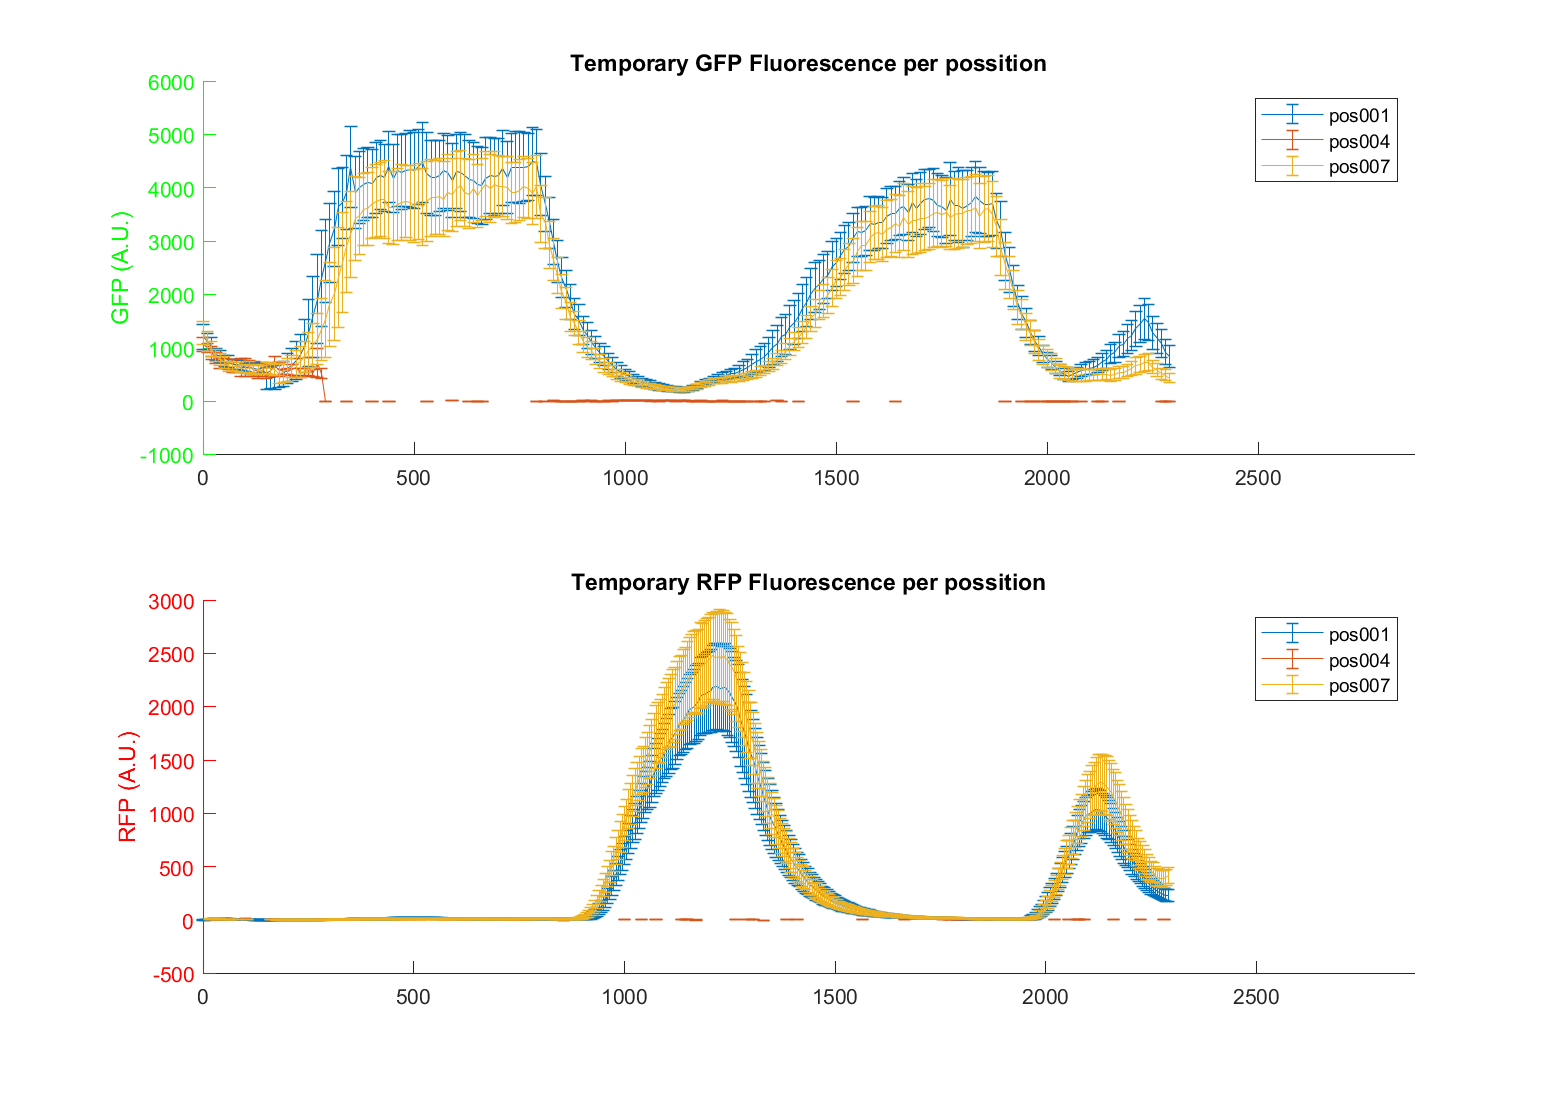 Temporary GFP Fluorescence per possition
GFP (A.U.)
6000
5000
4000
3000
2000
1000
0
-1000
0 500 1000 1500 2000 2500
pos001
pos004
pos007
Temporary RFP Fluorescence per possition
RFP (A.U.)
3000
2500
2000
1500
1000
500
0
-500
0 500 1000 1500 2000 2500
pos001
pos004
pos007